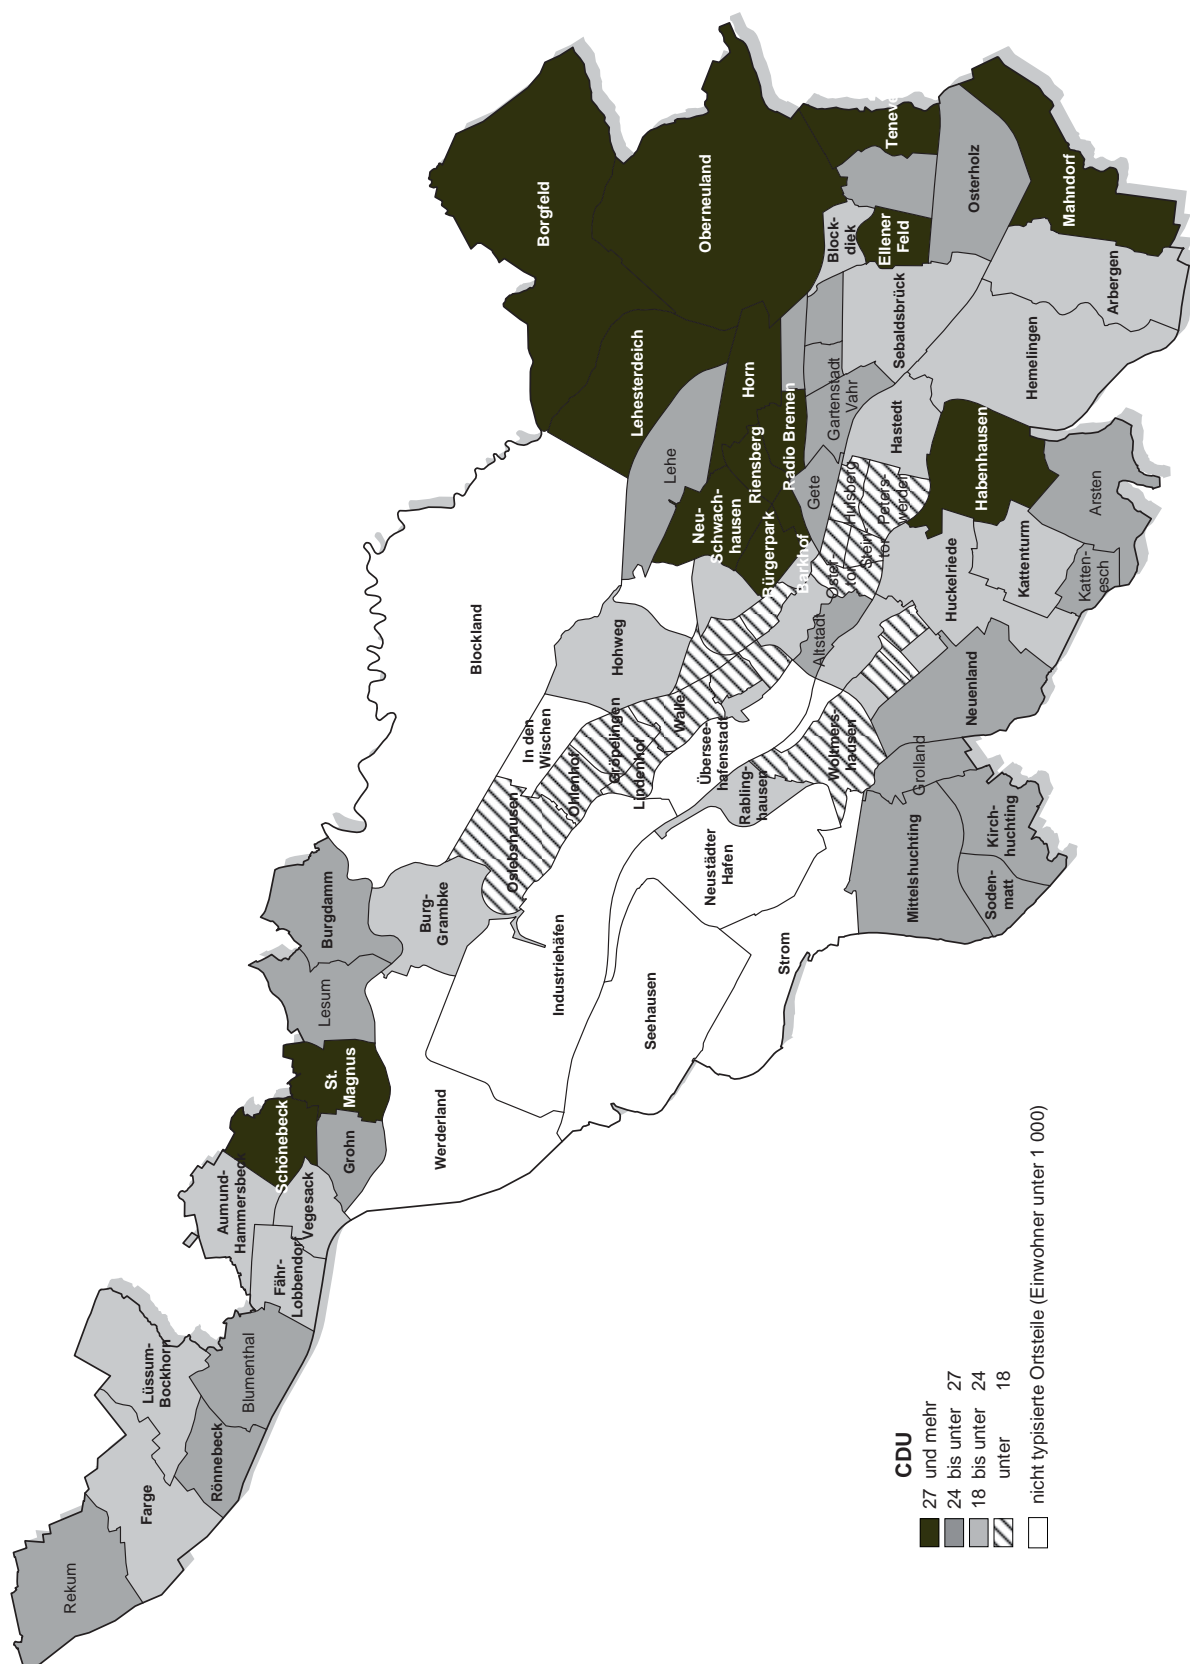 Borgfeld
Oberneuland
Teneve
Osterholz
Mahndorf
Block-
diek
Ellener
Feld
Arbergen
Sebaldsbrück
Hemelingen
Lehesterdeich
Horn
Lehe
Riensberg
Radio Bremen
Gartenstadt
Vahr
Hastedt
Habenhausen
Arsten
Neu-
Schwach-
hausen
Bürgerpark
Barkhof
Gete
Hulsberg
Peters-
werder
Stein-
tor
Oster-
tor
Huckelriede
Kattenturm
Katten-
esch
Altstadt
Neuenland
Blockland
Hohweg
In den
Wischen
Walle
Gröpelingen
Lindenhof
Ohlenhof
Oslebshausen
Übersee-
hafenstadt
Rabling-
hausen
Woltmers-
hausen
Grolland
Mittelshuchting
Kirch-
huchting
Soden-
matt
Neustädter
Hafen
Strom
Seehausen
Industriehäfen
Burg-
Grambke
Burgdamm
Lesum
St.
Magnus
Werderland
Schönebeck
Grohn
Aumund-
Hammersbeck
Vegesack
Fähr-
Lobbendorf
Lüssum-
Bockhorn
Blumenthal
Rönnebeck
Farge
Rekum
CDU
27 und mehr
24 bis unter 27
18 bis unter 24
unter 18
nicht typisierte Ortsteile (Einwohner unter 1 000)